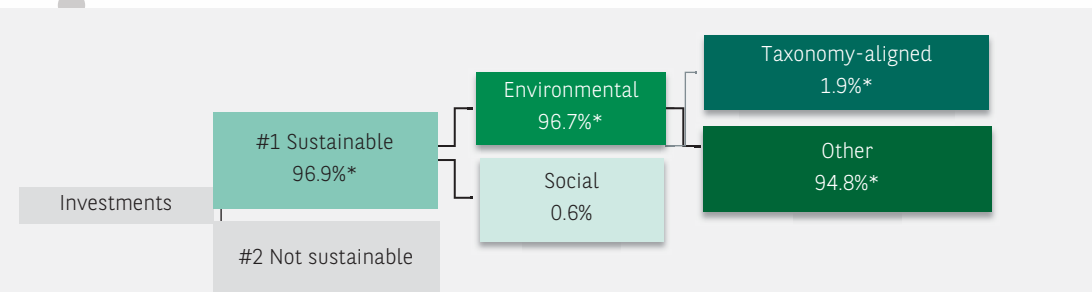 Investments
#1 Sustainable
96.9%*
#2 Not sustainable
Environmental
96.7%*
Social
0.6%
Taxonomy-aligned
1.9%*
Other
94.8%*